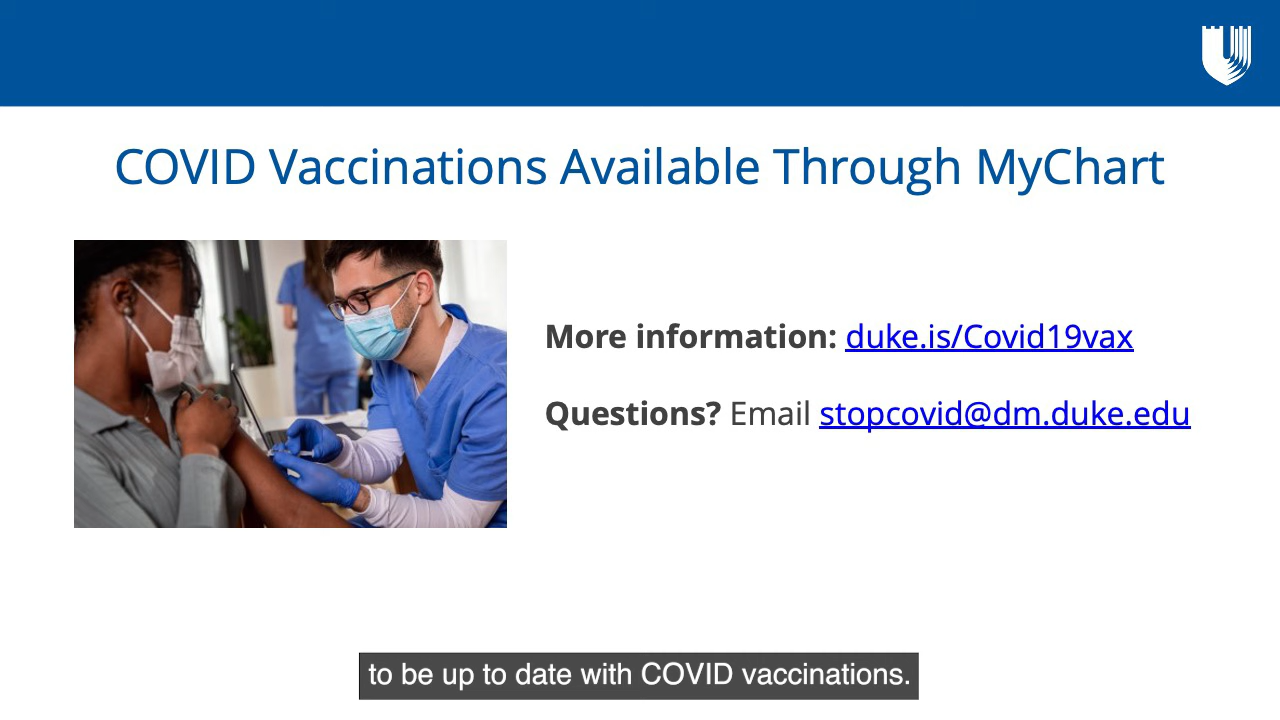 COVID Vaccinations Available Through MyChart
More information: duke.is/Covid19vax
Questions? Email stopcovid@dm.duke.edu
to be up to date with COVID vaccinations.